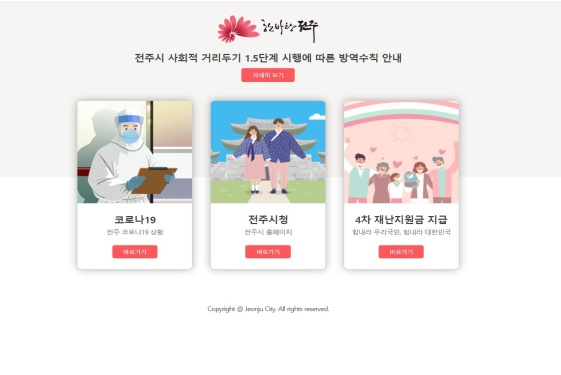 한바탕 전주
전주시 사회적 거리두기 1.5단계 시행에 따른 방역수칙 안내
자세히 보기
코로나19
전주 코로나19 상황
바로가기
전주시청
전주시 홈페이지
바로가기
4차 재난지원금 지급
힘내라 우리국민, 힘내라 대한민국
바로가기
Copyright @ Jeonju City. All rights reserved.